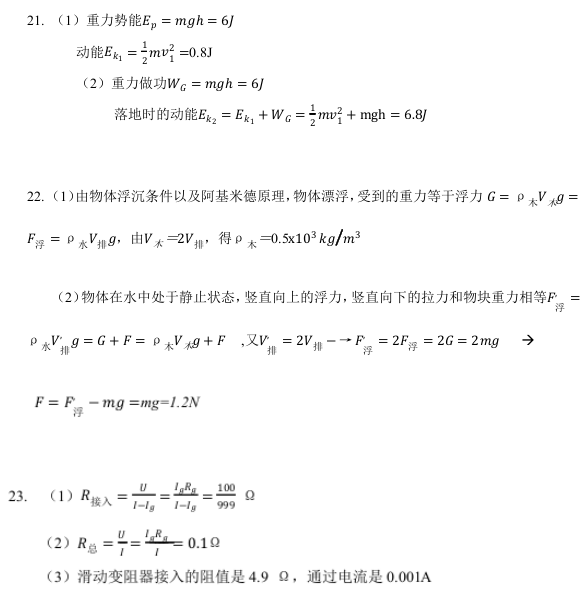 21. （1）重力势能Eₚ = mgh = 6J
动能Eₖ₁ = 1/2 mv₁² =0.8J
（2）重力做功W_G = mgh = 6J
落地时的动能Eₖ₂ = Eₖ₁ + W_G = 1/2 mv₁² + mgh = 6.8J
22. （1）由物体浮沉条件以及阿基米德原理，物体漂浮，受到的重力等于浮力 G = ρ木V木g =
F浮 = ρ水V排g，由V木＝2V排，得ρ木＝0.5x10³ kg/m³
（2）物体在水中处于静止状态，竖直向上的浮力，竖直向下的拉力和物块重力相等F'浮 =
ρ水V'排g = G + F = ρ木V木g + F ,又V'排 = 2V排 −→ F'浮 = 2F浮 = 2G = 2mg →
F = F'浮 − mg =mg=1.2N
23. （1）R接入 = U/(I−I_g) = I_gR_g/(I−I_g) = 100/999 Ω
（2）R总 = U/I = I_gR_g/I = 0.1Ω
（3）滑动变阻器接入的阻值是 4.9 Ω，通过电流是 0.001A